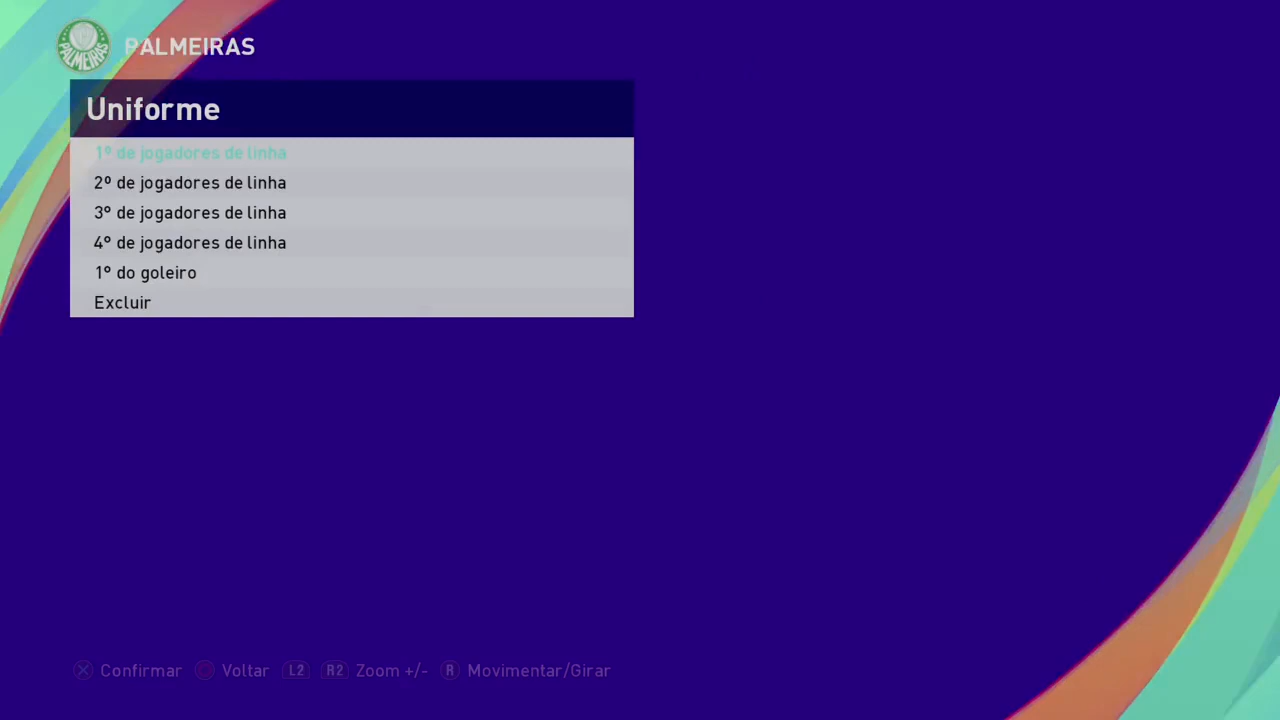 PALMEIRAS
PALMEIRAS
Uniforme
1º de jogadores de linha
2º de jogadores de linha
3º de jogadores de linha
4º de jogadores de linha
1º do goleiro
Excluir
Confirmar Voltar L2 R2 Zoom +/- R Movimentar/Girar